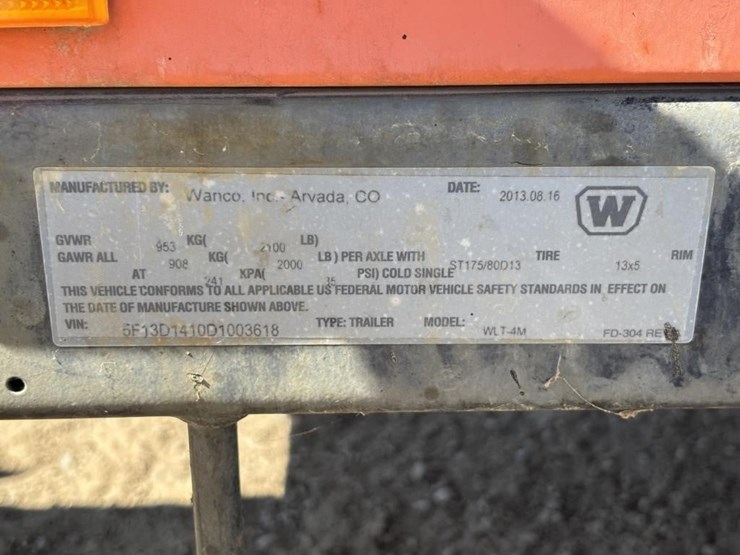 MANUFACTURED BY: Wanco, Inc.- Arvada, CO DATE: 2013.08.16
W
GVWR 953 KG( 2100 LB)
GAWR ALL 908 KG( 2000 LB ) PER AXLE WITH ST175/80D13 TIRE 13x5 RIM
AT 241 KPA( PSI) COLD SINGLE
THIS VEHICLE CONFORMS TO ALL APPLICABLE US FEDERAL MOTOR VEHICLE SAFETY STANDARDS IN EFFECT ON
THE DATE OF MANUFACTURE SHOWN ABOVE.
VIN: 5F13D1410D1003618 TYPE: TRAILER MODEL: WLT-4M FD-304 REV